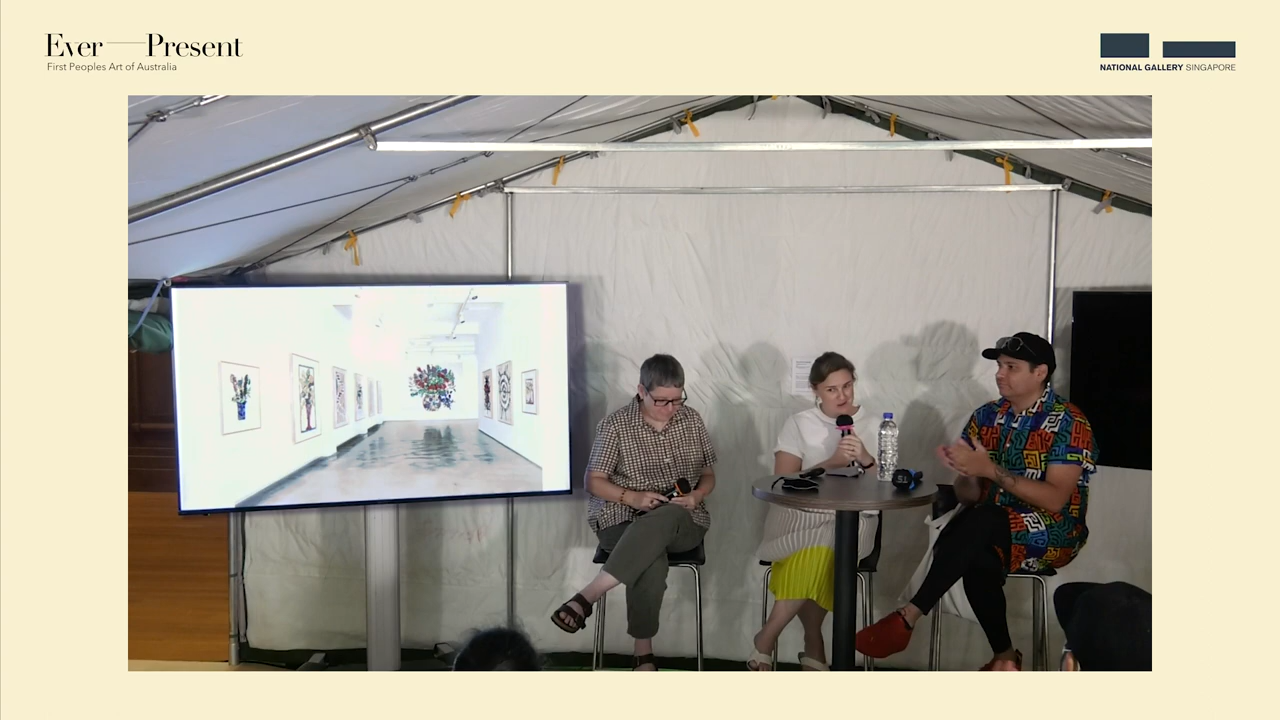 Ever — Present
First Peoples Art of Australia
NATIONAL GALLERY SINGAPORE